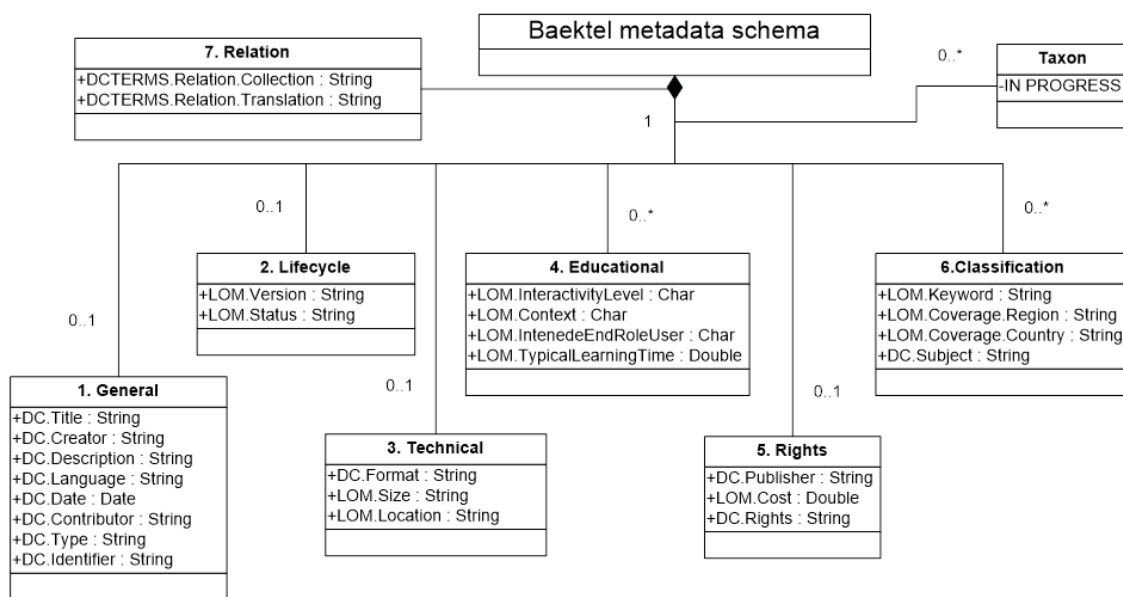 Baektel metadata schema
7. Relation
+DCTERMS.Relation.Collection : String
+DCTERMS.Relation.Translation : String
0..*
Taxon
-IN PROGRESS
1
0..1
0..*
0..*
2. Lifecycle
+LOM.Version : String
+LOM.Status : String
4. Educational
+LOM.InteractivityLevel : Char
+LOM.Context : Char
+LOM.IntenedeEndRoleUser : Char
+LOM.TypicalLearningTime : Double
6.Classification
+LOM.Keyword : String
+LOM.Coverage.Region : String
+LOM.Coverage.Country : String
+DC.Subject : String
0..1
0..1
0..1
1. General
+DC.Title : String
+DC.Creator : String
+DC.Description : String
+DC.Language : String
+DC.Date : Date
+DC.Contributor : String
+DC.Type : String
+DC.Identifier : String
3. Technical
+DC.Format : String
+LOM.Size : String
+LOM.Location : String
5. Rights
+DC.Publisher : String
+LOM.Cost : Double
+DC.Rights : String